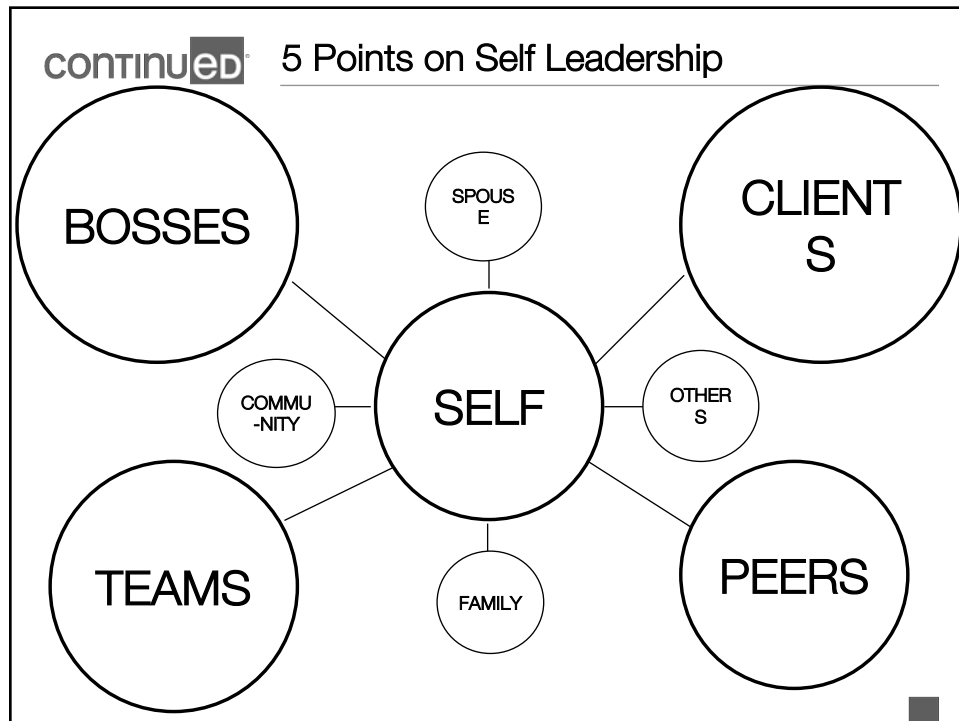 continued®
5 Points on Self Leadership
BOSSES
SPOUS
E
CLIENT
S
COMMU
-NITY
SELF
OTHER
S
TEAMS
FAMILY
PEERS